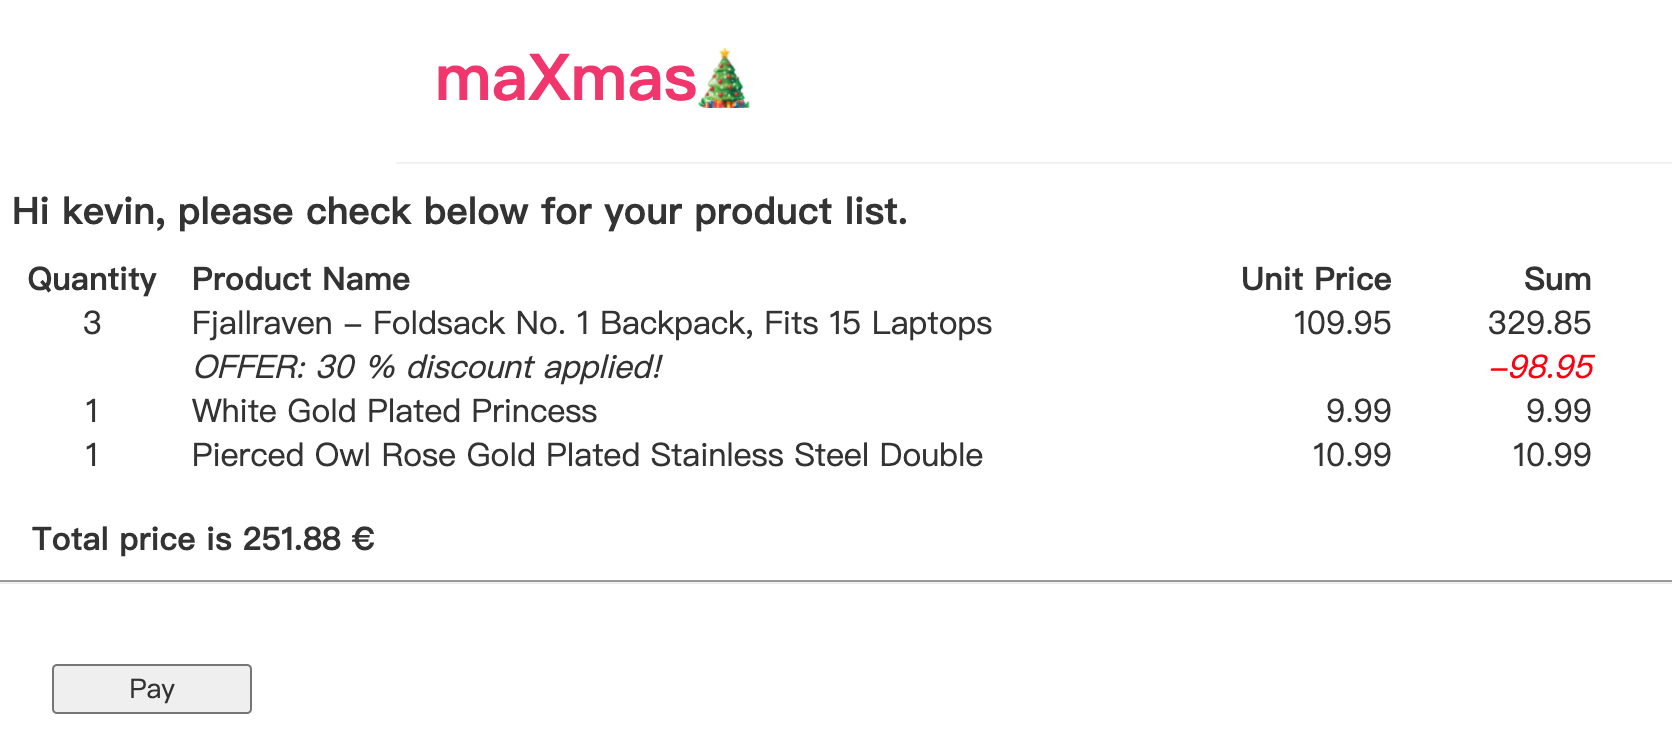 maXmas
Hi kevin, please check below for your product list.
Quantity Product Name Unit Price Sum
3 Fjallraven – Foldsack No. 1 Backpack, Fits 15 Laptops 109.95 329.85
OFFER: 30 % discount applied! –98.95
1 White Gold Plated Princess 9.99 9.99
1 Pierced Owl Rose Gold Plated Stainless Steel Double 10.99 10.99
Total price is 251.88 €
Pay